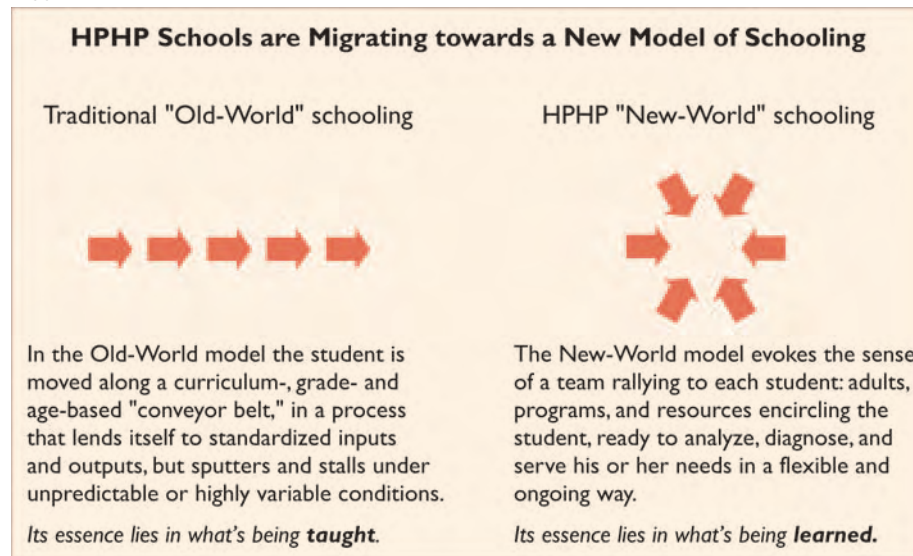 HPHP Schools are Migrating towards a New Model of Schooling
Traditional "Old-World" schooling
In the Old-World model the student is
moved along a curriculum-, grade- and
age-based "conveyor belt," in a process
that lends itself to standardized inputs
and outputs, but sputters and stalls under
unpredictable or highly variable conditions.
Its essence lies in what's being taught.
HPHP "New-World" schooling
The New-World model evokes the sense
of a team rallying to each student: adults,
programs, and resources encircling the
student, ready to analyze, diagnose, and
serve his or her needs in a flexible and
ongoing way.
Its essence lies in what's being learned.